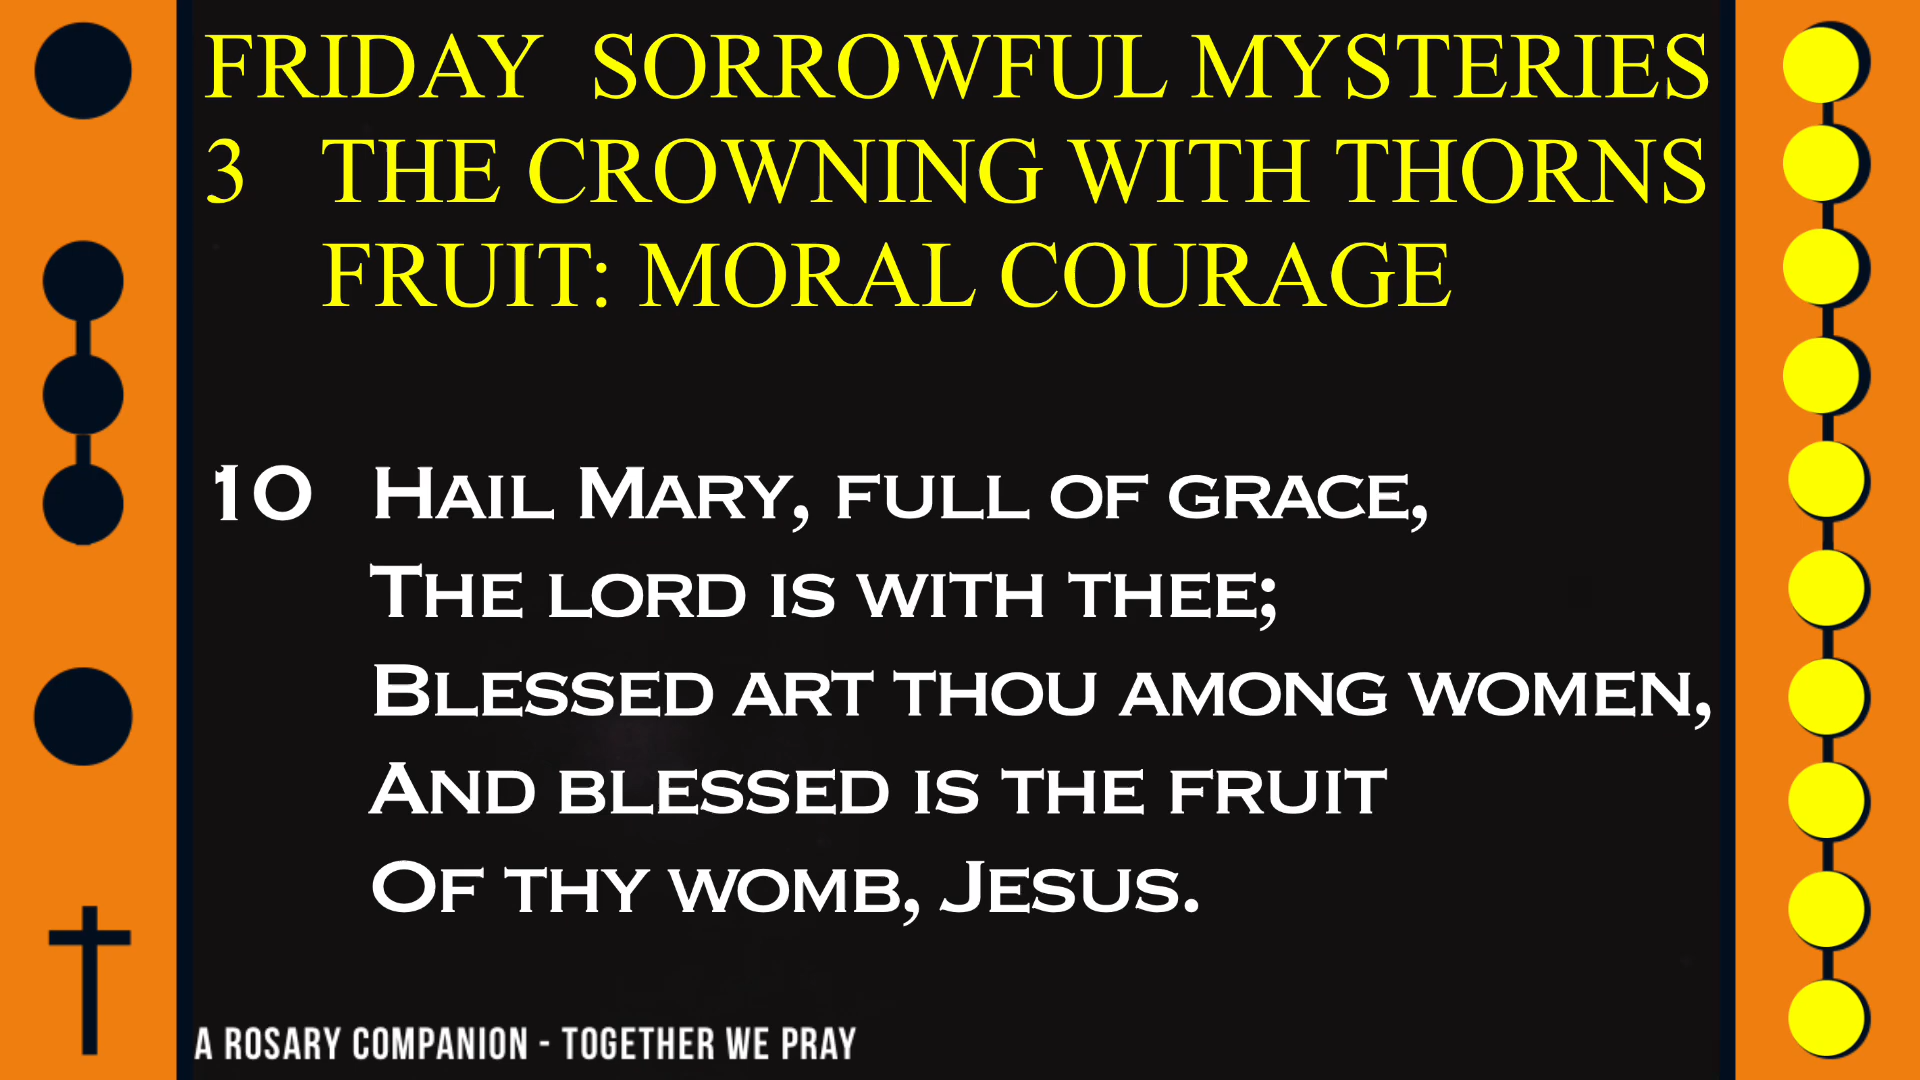 FRIDAY SORROWFUL MYSTERIES
3 THE CROWNING WITH THORNS
FRUIT: MORAL COURAGE
10 Hail Mary, full of grace,
The lord is with thee;
Blessed art thou among women,
And blessed is the fruit
Of thy womb, Jesus.
A ROSARY COMPANION - TOGETHER WE PRAY